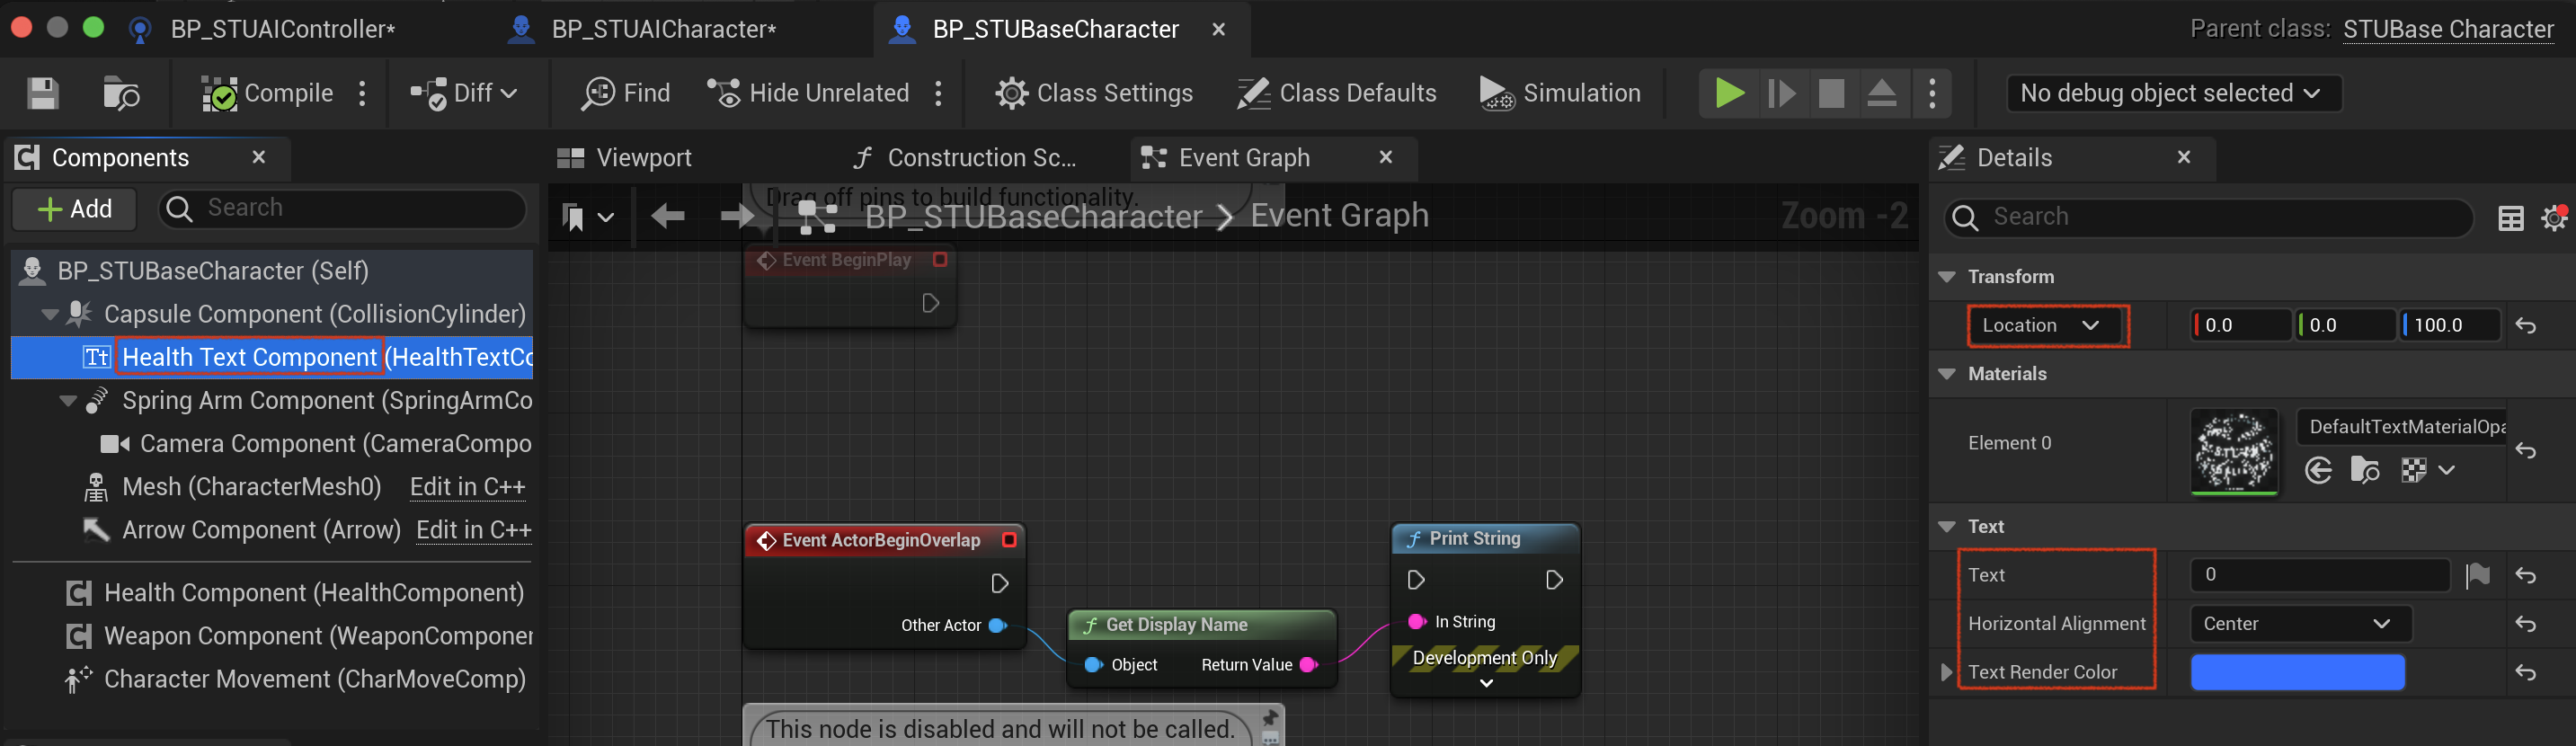 BP_STUAIController*
BP_STUAICharacter*
BP_STUBaseCharacter
Parent class: STUBase Character
Compile
Diff
Find
Hide Unrelated
Class Settings
Class Defaults
Simulation
No debug object selected
Components
Viewport
Construction Sc...
Event Graph
Details
Add
Search
Drag off pins to build functionality.
BP_STUBaseCharacter > Event Graph
Zoom -2
Search
BP_STUBaseCharacter (Self)
Capsule Component (CollisionCylinder)
Health Text Component (HealthTextCo
Spring Arm Component (SpringArmCo
Camera Component (CameraCompo
Mesh (CharacterMesh0) Edit in C++
Arrow Component (Arrow) Edit in C++
Health Component (HealthComponent)
Weapon Component (WeaponComponen
Character Movement (CharMoveComp)
Event BeginPlay
Event ActorBeginOverlap
Other Actor
Get Display Name
Object Return Value
Print String
In String
Development Only
This node is disabled and will not be called.
Transform
Location 0.0 0.0 100.0
Materials
Element 0
DefaultTextMaterialOpa
Text
Text 0
Horizontal Alignment Center
Text Render Color